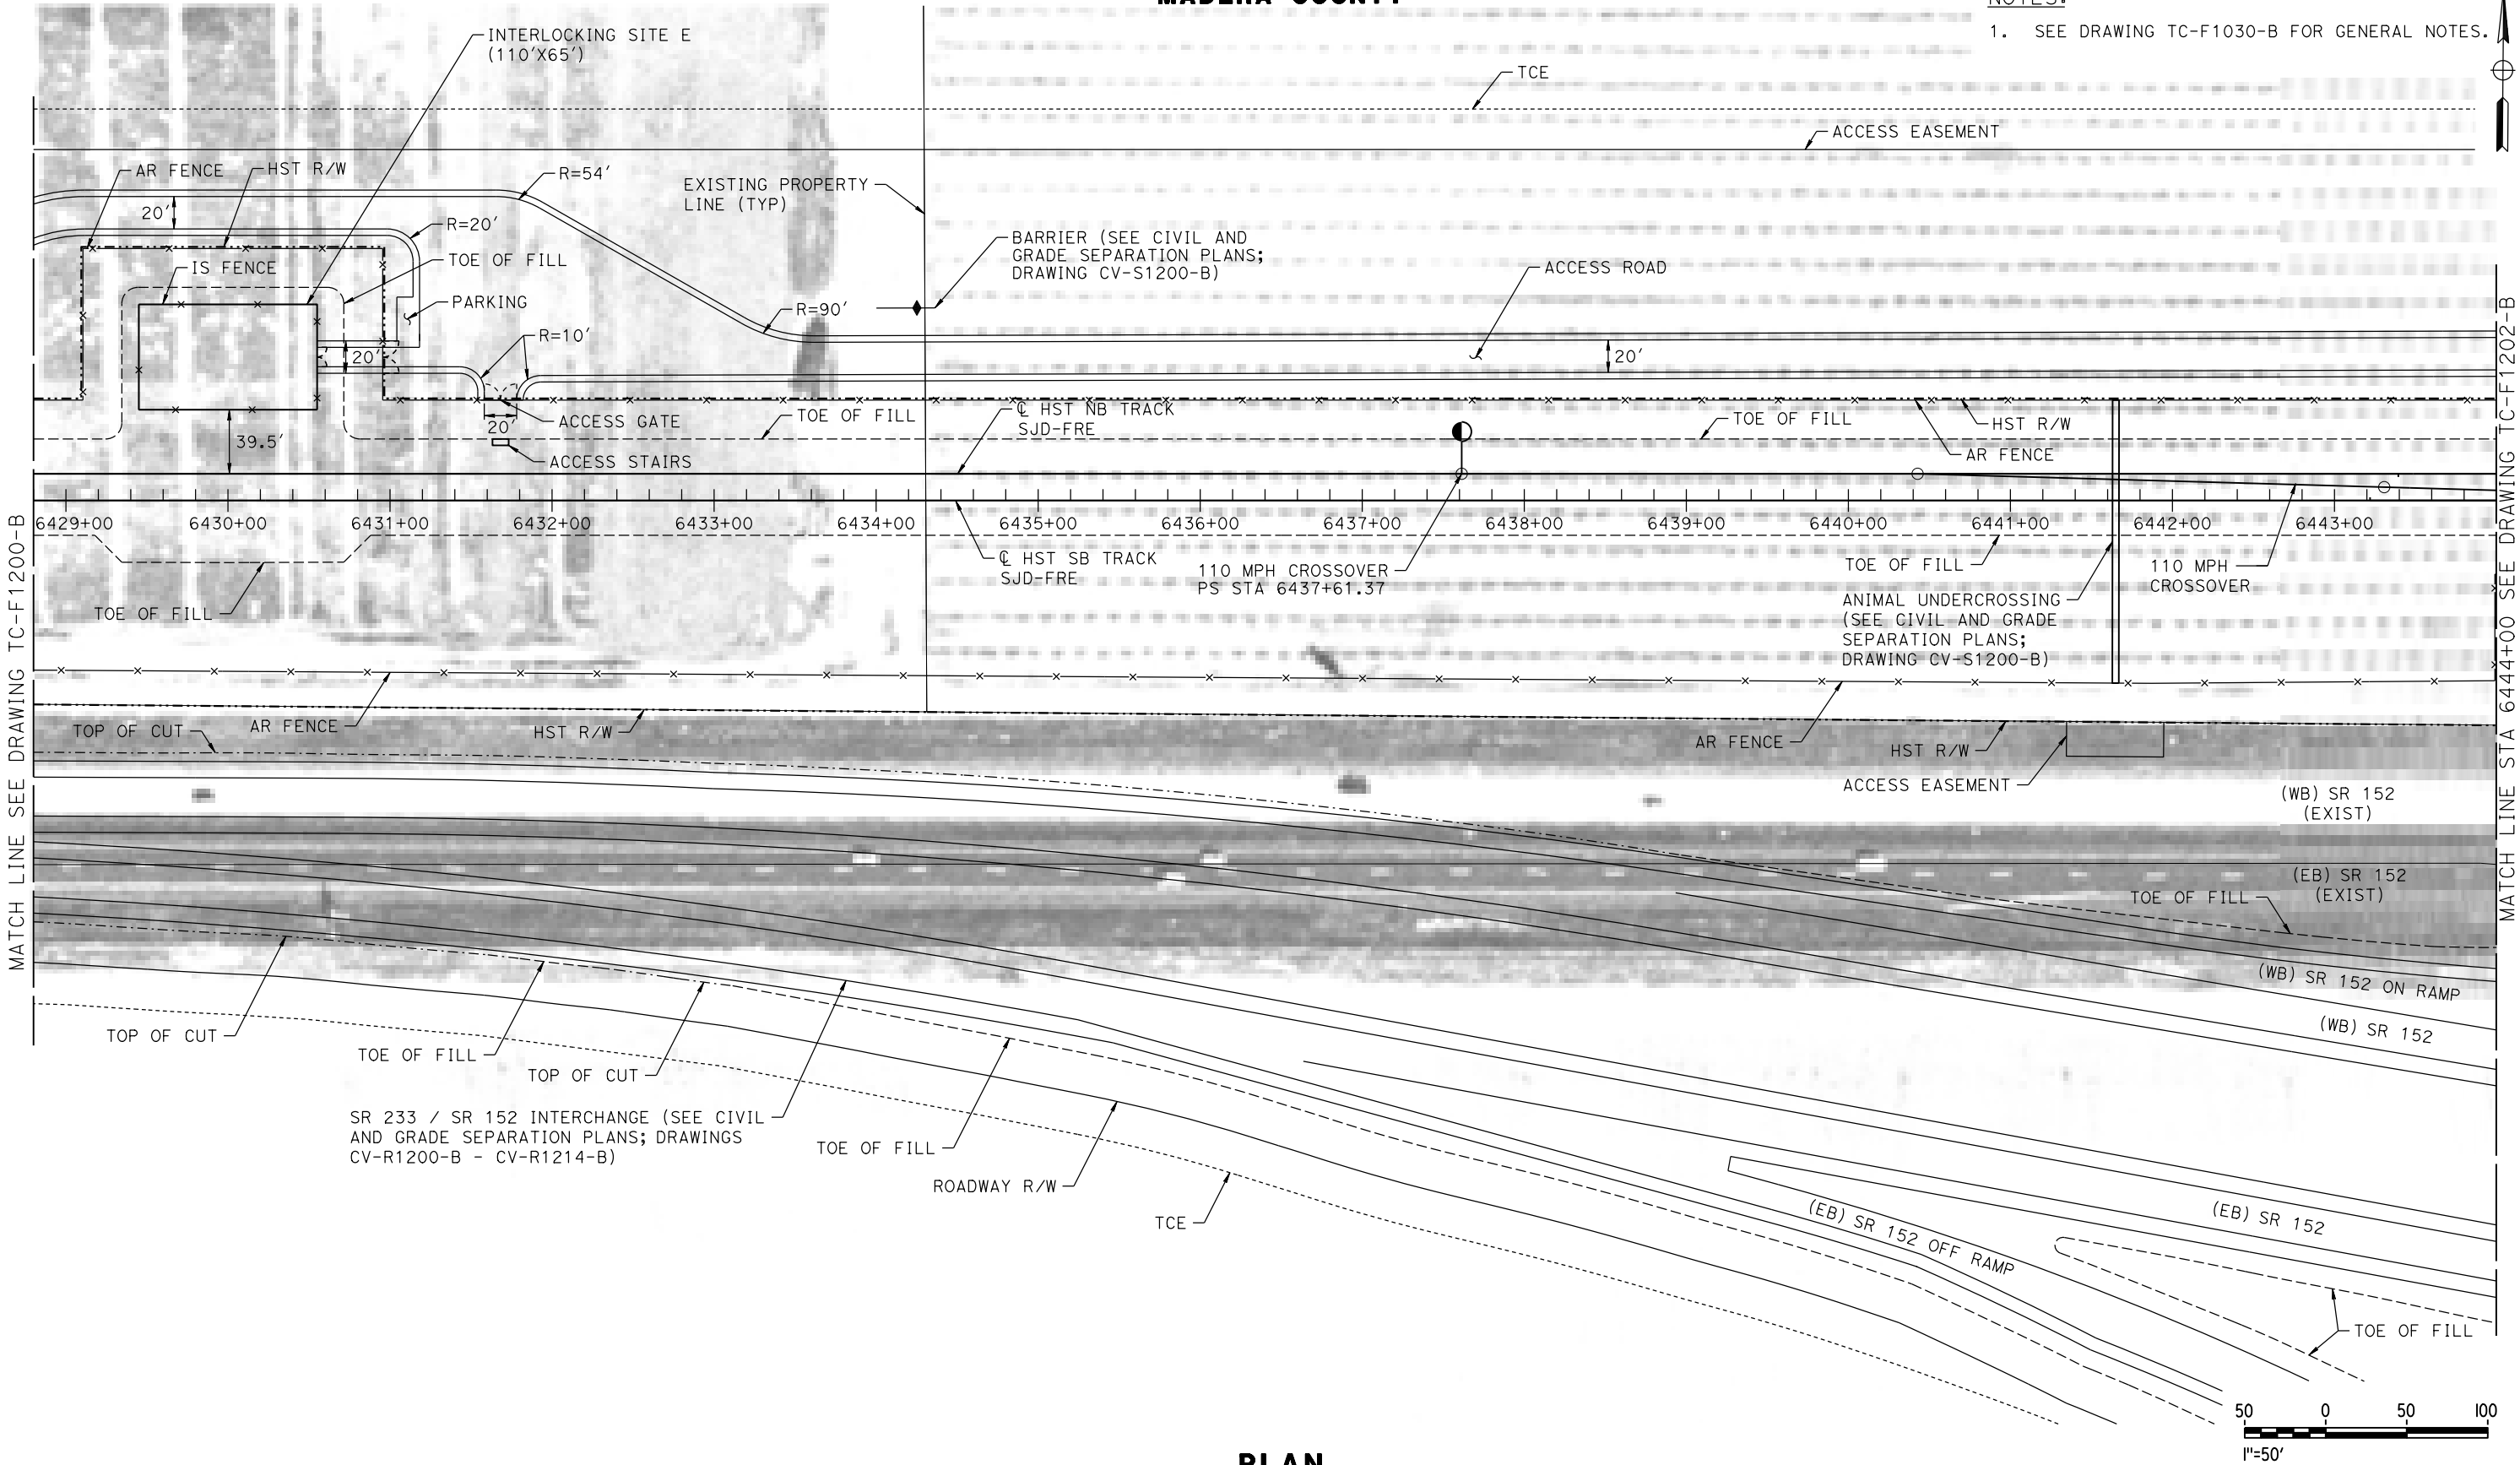 MADERA COUNTY
NOTES:
1. SEE DRAWING TC-F1030-B FOR GENERAL NOTES.
INTERLOCKING SITE E
(110'X65')
TCE
ACCESS EASEMENT
AR FENCE
HST R/W
R=54'
EXISTING PROPERTY
LINE (TYP)
20'
R=20'
BARRIER (SEE CIVIL AND
GRADE SEPARATION PLANS;
DRAWING CV-S1200-B)
IS FENCE
TOE OF FILL
ACCESS ROAD
PARKING
R=90'
R=10'
20'
20'
ACCESS GATE
20'
TOE OF FILL
℄ HST NB TRACK
SJD-FRE
TOE OF FILL
HST R/W
AR FENCE
39.5'
ACCESS STAIRS
6429+00
6430+00
6431+00
6432+00
6433+00
6434+00
6435+00
6436+00
6437+00
6438+00
6439+00
6440+00
6441+00
6442+00
6443+00
℄ HST SB TRACK
SJD-FRE
110 MPH CROSSOVER
PS STA 6437+61.37
TOE OF FILL
110 MPH
CROSSOVER
TOE OF FILL
ANIMAL UNDERCROSSING
(SEE CIVIL AND GRADE
SEPARATION PLANS;
DRAWING CV-S1200-B)
MATCH LINE SEE DRAWING TC-F1200-B
MATCH LINE STA 6444+00 SEE DRAWING TC-F1202-B
TOP OF CUT
AR FENCE
HST R/W
AR FENCE
HST R/W
ACCESS EASEMENT
(WB) SR 152
(EXIST)
(EB) SR 152
(EXIST)
TOE OF FILL
(WB) SR 152 ON RAMP
(WB) SR 152
TOP OF CUT
TOE OF FILL
TOP OF CUT
SR 233 / SR 152 INTERCHANGE (SEE CIVIL
AND GRADE SEPARATION PLANS; DRAWINGS
CV-R1200-B - CV-R1214-B)
TOE OF FILL
ROADWAY R/W
TCE
(EB) SR 152 OFF RAMP
(EB) SR 152
TOE OF FILL
50 0 50 100
1"=50'
PLAN